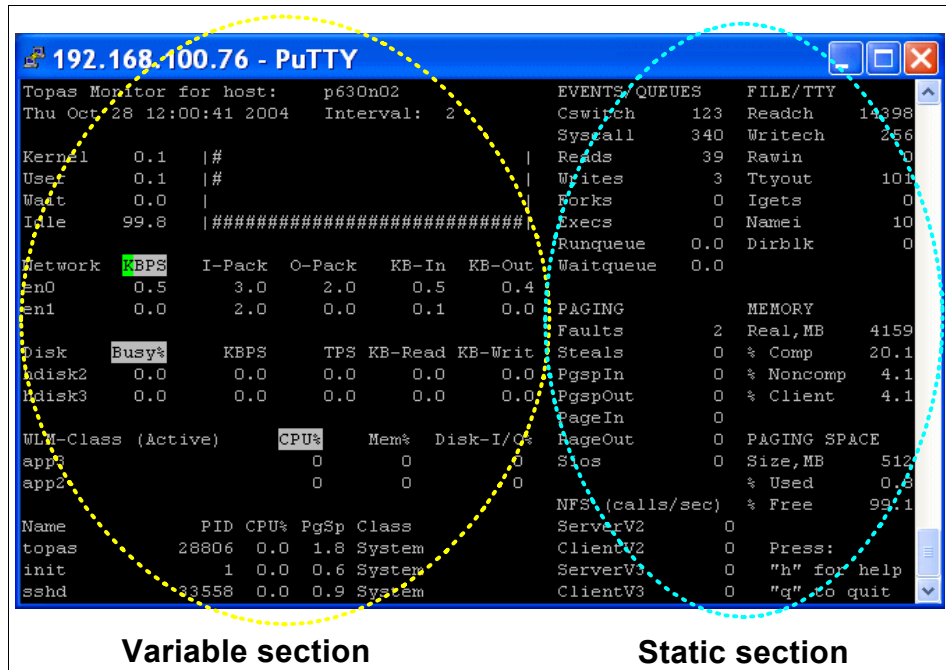 192.168.100.76 - PuTTY
Topas Monitor for host: p630n02 EVENTS/QUEUES FILE/TTY
Thu Oct 28 12:00:41 2004 Interval: 2 Cswitch 123 Readch 14398
Syscall 340 Writech 256
Kernel 0.1 |# | Reads 39 Rawin 0
User 0.1 |# | Writes 3 Ttyout 101
Wait 0.0 | | Forks 0 Igets 0
Idle 99.8 |############################| Execs 0 Namei 10
Runqueue 0.0 Dirblk 0
Network KBPS I-Pack O-Pack KB-In KB-Out Waitqueue 0.0
en0 0.5 3.0 2.0 0.5 0.4
en1 0.0 2.0 0.0 0.1 0.0 PAGING MEMORY
Faults 2 Real,MB 4159
Disk Busy% KBPS TPS KB-Read KB-Writ Steals 0 % Comp 20.1
hdisk2 0.0 0.0 0.0 0.0 0.0 PgspIn 0 % Noncomp 4.1
hdisk3 0.0 0.0 0.0 0.0 0.0 PgspOut 0 % Client 4.1
PageIn 0
WLM-Class (Active) CPU% Mem% Disk-I/O% PageOut 0 PAGING SPACE
app3 0 0 0 Sios 0 Size,MB 512
app2 0 0 0 % Used 0.8
NFS (calls/sec) % Free 99.1
Name PID CPU% PgSp Class ServerV2 0
topas 28806 0.0 1.8 System ClientV2 0 Press:
init 1 0.0 0.6 System ServerV3 0 "h" for help
sshd 33558 0.0 0.9 System ClientV3 0 "q" to quit
Variable section Static section